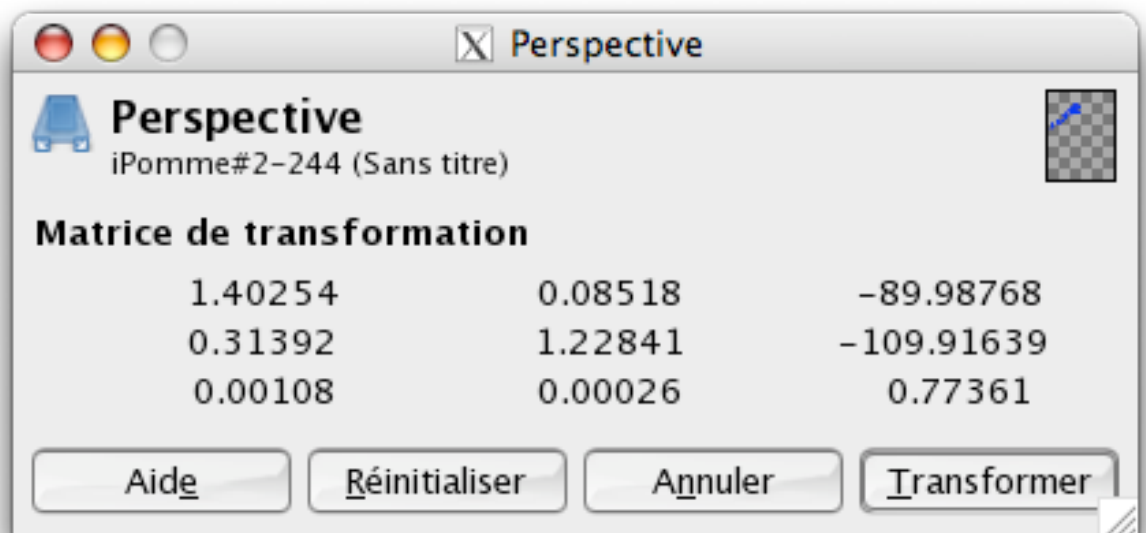 Perspective
Perspective
iPomme#2-244 (Sans titre)
Matrice de transformation
1.40254 0.08518 -89.98768
0.31392 1.22841 -109.91639
0.00108 0.00026 0.77361
Aide Réinitialiser Annuler Transformer